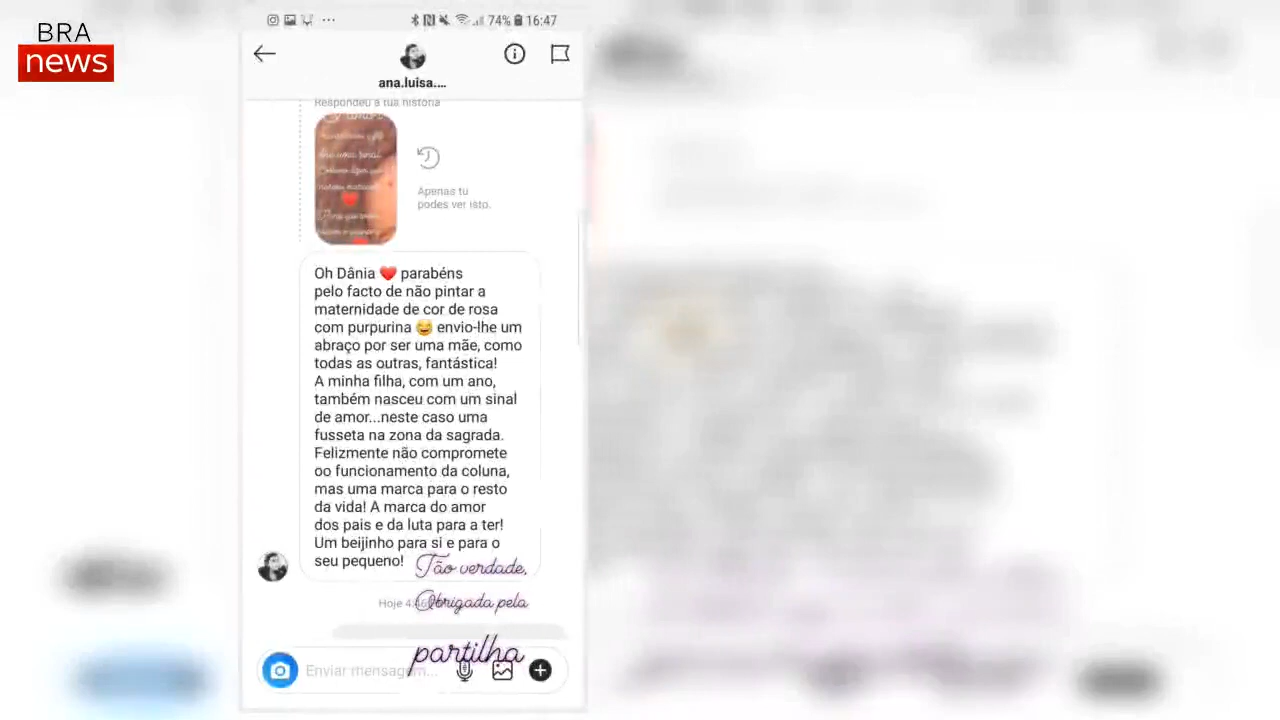 BRA
news
74% 16:47
ana.luisa....
Respondeu à tua história
Apenas tu
podes ver isto.
Oh Dânia ❤️ parabéns
pelo facto de não pintar a
maternidade de cor de rosa
com purpurina 😂 envio-lhe um
abraço por ser uma mãe, como
todas as outras, fantástica!
A minha filha, com um ano,
também nasceu com um sinal
de amor...neste caso uma
fusseta na zona da sagrada.
Felizmente não compromete
oo funcionamento da coluna,
mas uma marca para o resto
da vida! A marca do amor
dos pais e da luta para a ter!
Um beijinho para si e para o
seu pequeno!
Tão verdade,
Hoje
Obrigada pela
partilha
Enviar mensagem...